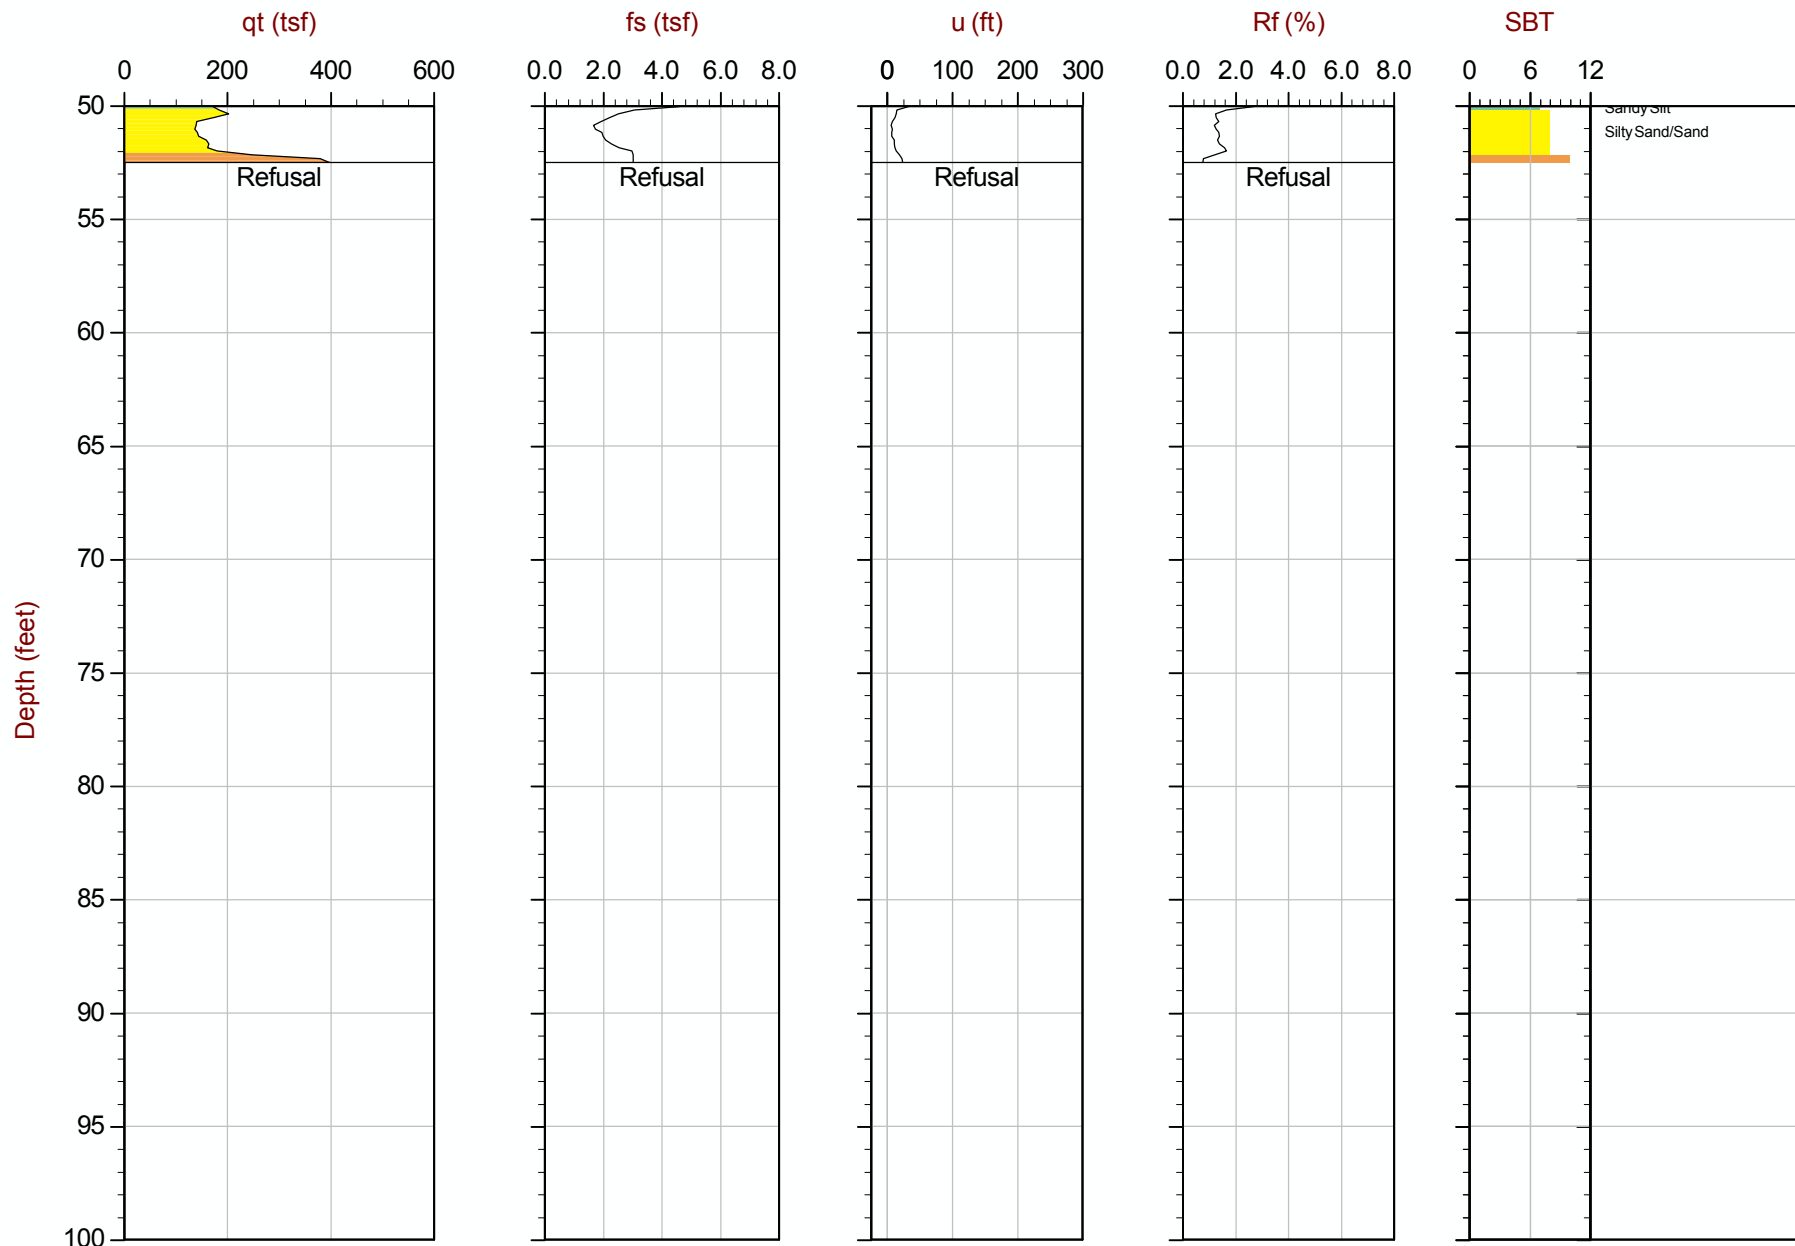 qt (tsf) fs (tsf) u (ft) Rf (%) SBT
0 200 400 600 0.0 2.0 4.0 6.0 8.0 0 100 200 300 0.0 2.0 4.0 6.0 8.0 0 6 12
50
Sandy Silt
Silty Sand/Sand
Refusal Refusal Refusal Refusal
55
60
65
70
Depth (feet)
75
80
85
90
95
100